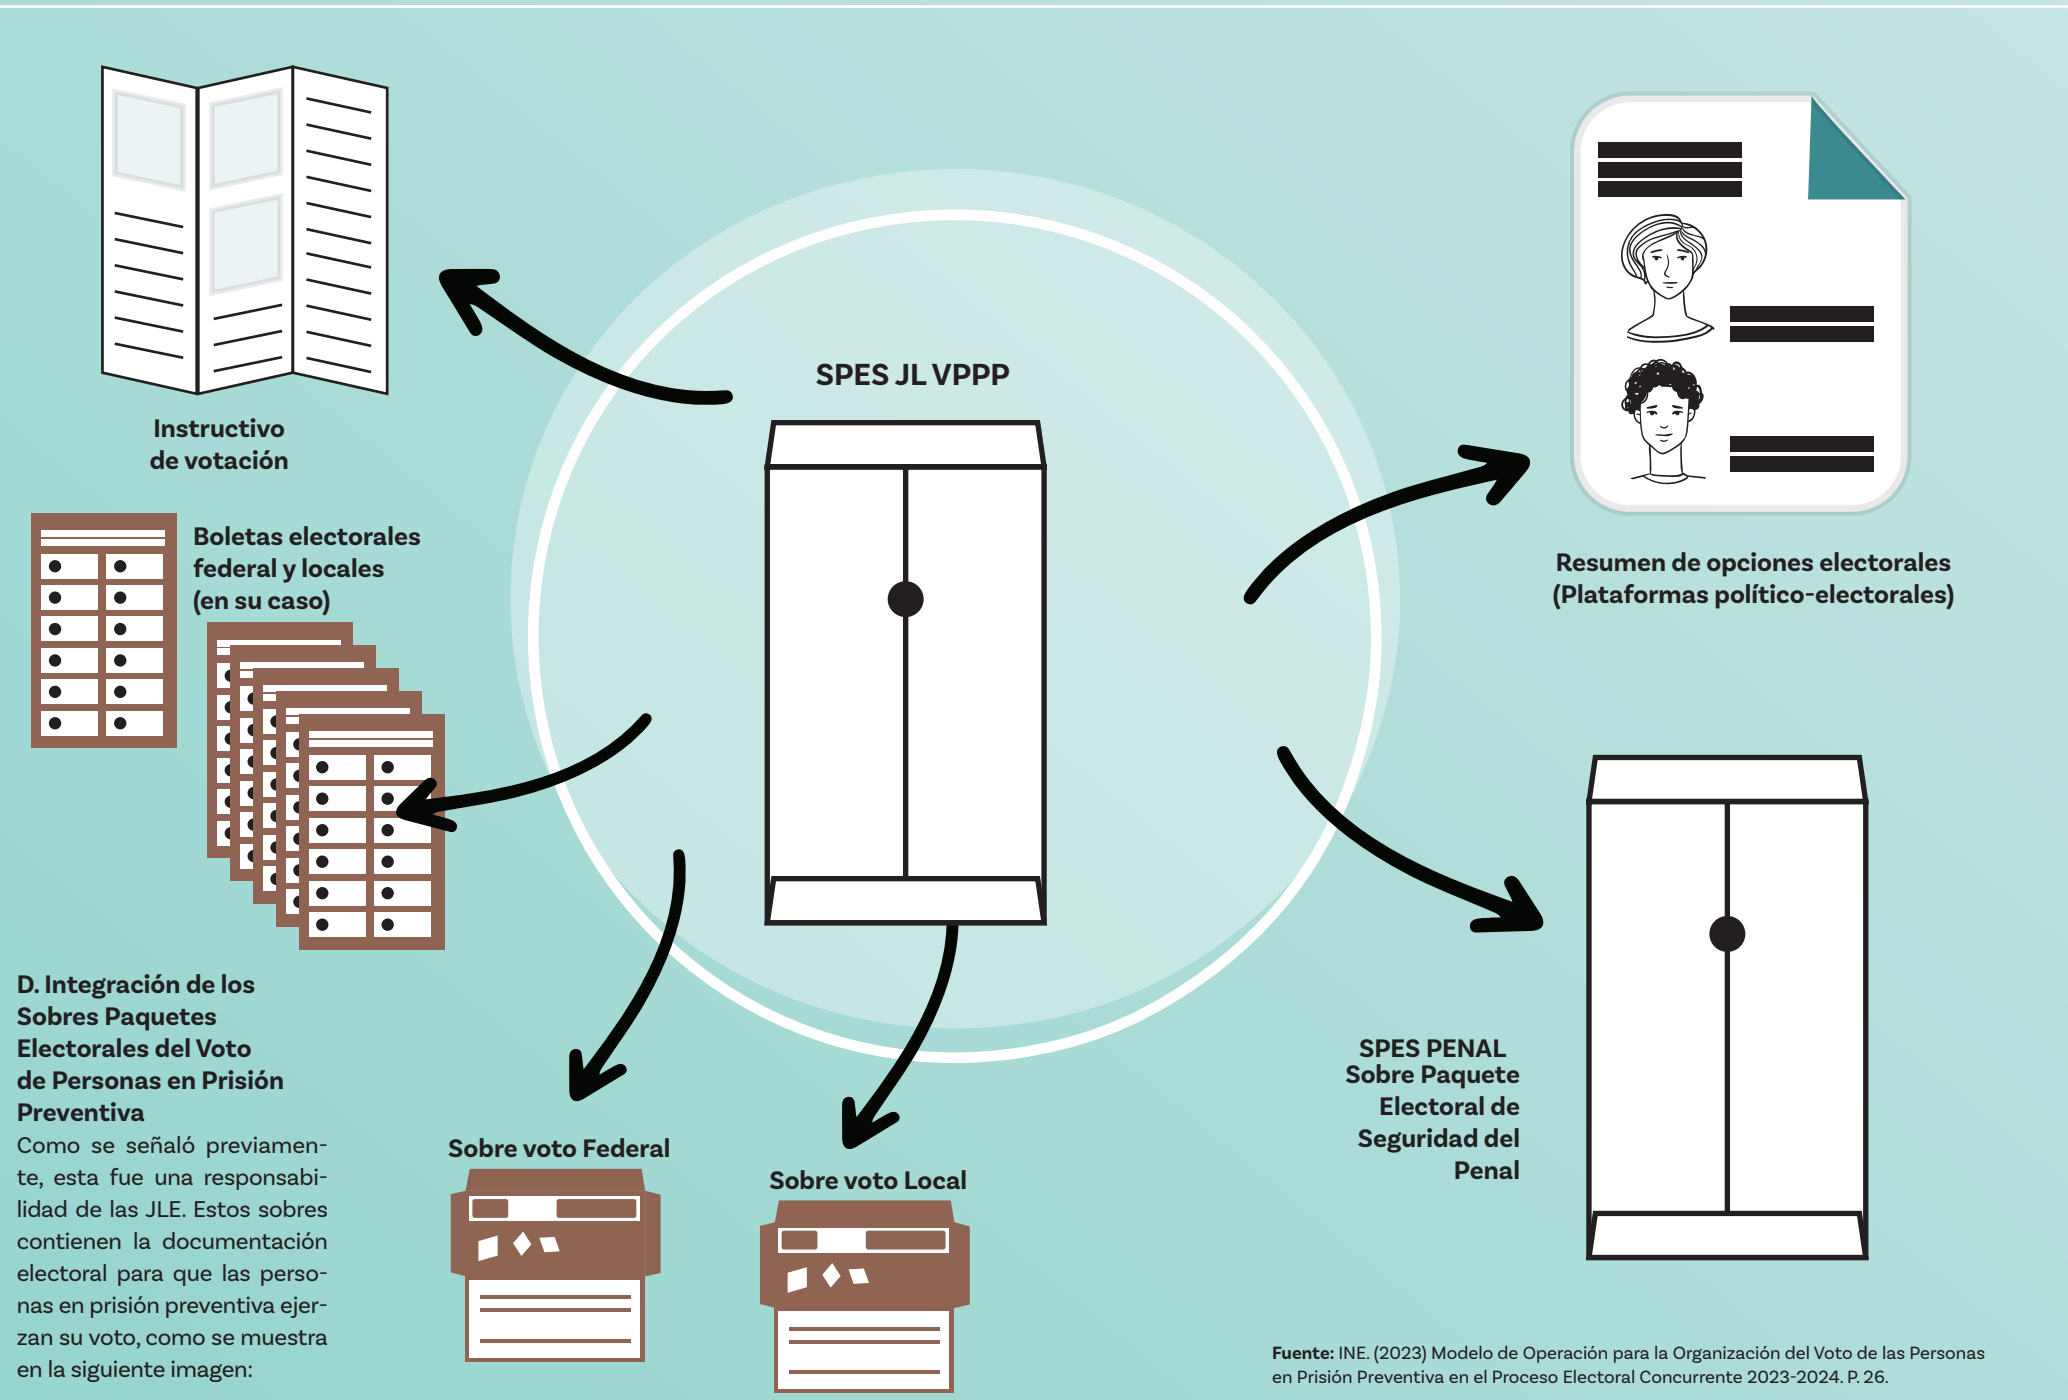 SPES JL VPPP
Instructivo
de votación
Boletas electorales
federal y locales
(en su caso)
Resumen de opciones electorales
(Plataformas político-electorales)
D. Integración de los
Sobres Paquetes
Electorales del Voto
de Personas en Prisión
Preventiva
Como se señaló previamen-
te, esta fue una responsabi-
lidad de las JLE. Estos sobres
contienen la documentación
electoral para que las perso-
nas en prisión preventiva ejer-
zan su voto, como se muestra
en la siguiente imagen:
Sobre voto Federal
Sobre voto Local
SPES PENAL
Sobre Paquete
Electoral de
Seguridad del
Penal
Fuente: INE. (2023) Modelo de Operación para la Organización del Voto de las Personas
en Prisión Preventiva en el Proceso Electoral Concurrente 2023-2024. P. 26.